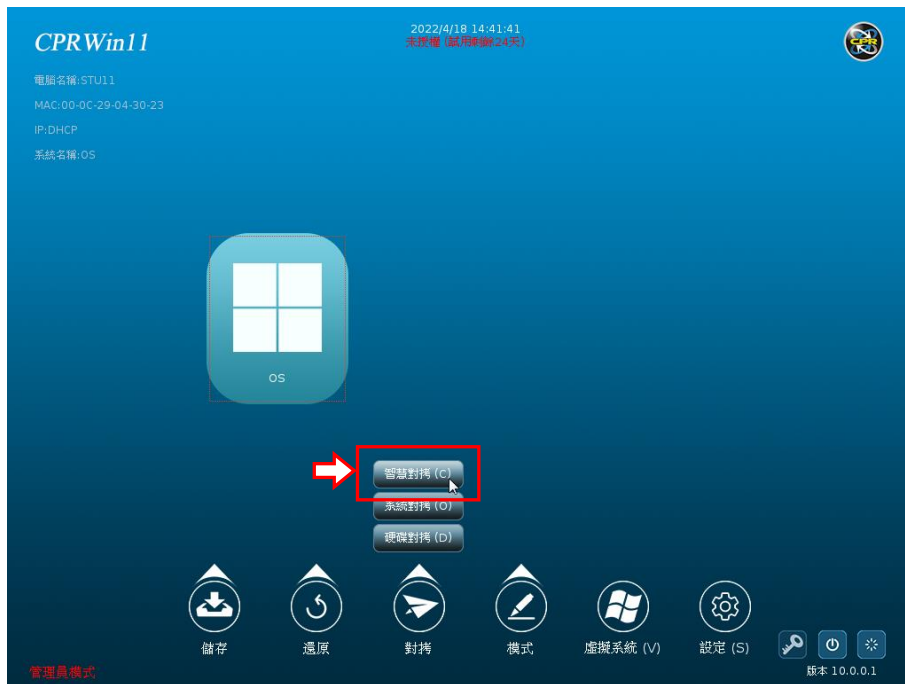 CPRWin11
2022/4/18 14:41:41
未授權 (試用剩餘24天)
CPR
電腦名稱:STU11
MAC:00-0C-29-04-30-23
IP:DHCP
系統名稱:OS
OS
智慧對拷 (C)
系統對拷 (O)
硬碟對拷 (D)
儲存
還原
對拷
模式
虛擬系統 (V)
設定 (S)
管理員模式
版本 10.0.0.1